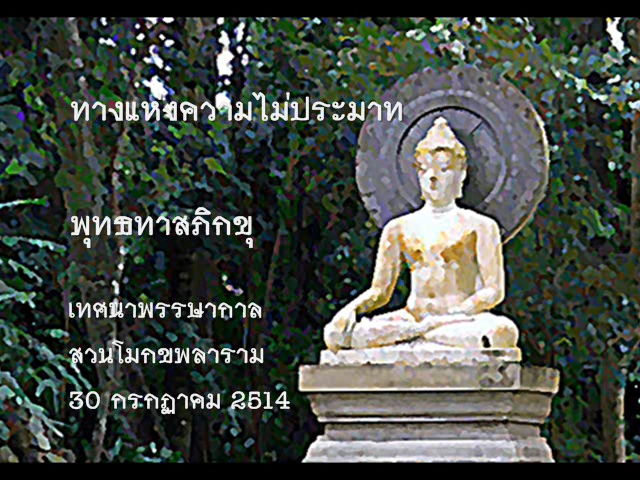 ทางแห่งความไม่ประมาท
พุทธทาสภิกขุ
เทศนาพรรษากาล
สวนโมกขพลาราม
30 กรกฏาคม 2514